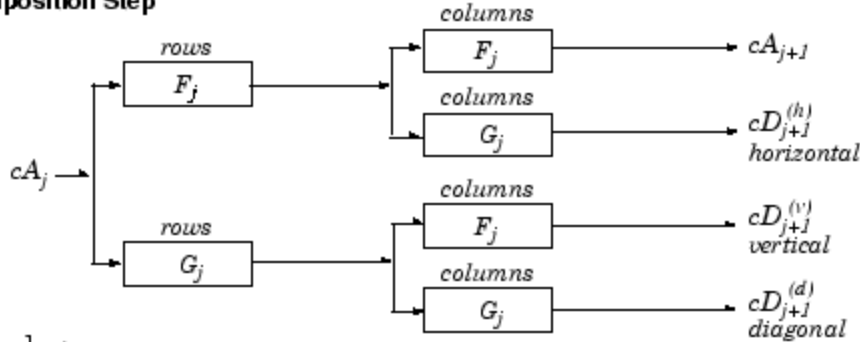 position Step
columns
rows
F_j
cA_{j+1}
F_j
columns
G_j
cD_{j+1}^{(h)}
horizontal
cA_j
columns
rows
F_j
cD_{j+1}^{(v)}
vertical
G_j
columns
G_j
cD_{j+1}^{(d)}
diagonal